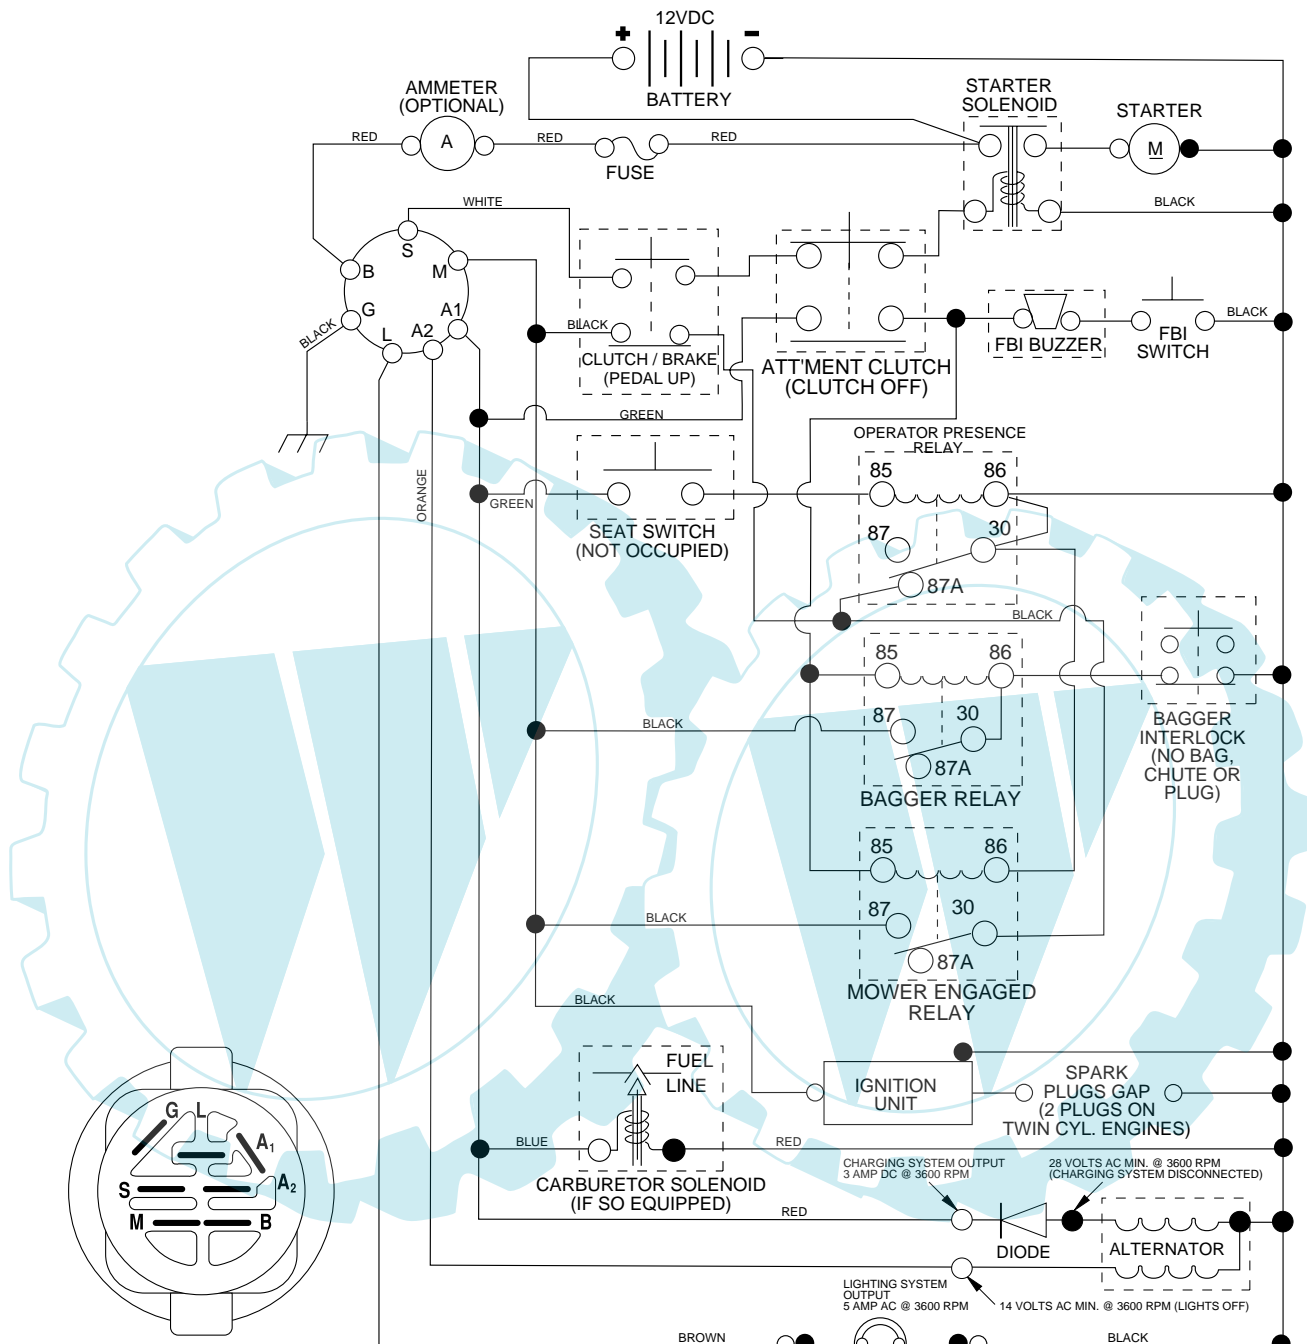 12VDC
+ -
BATTERY
AMMETER
(OPTIONAL)
STARTER
SOLENOID
STARTER
RED
A
RED
RED
FUSE
M
WHITE
BLACK
S
M
B
G
A1
A2
L
BLACK
BLACK
CLUTCH / BRAKE
(PEDAL UP)
ATT'MENT CLUTCH
(CLUTCH OFF)
FBI BUZZER
FBI
SWITCH
BLACK
GREEN
OPERATOR PRESENCE
RELAY
85
86
ORANGE
GREEN
SEAT SWITCH
(NOT OCCUPIED)
87
30
87A
BLACK
85
86
BLACK
87
30
87A
BAGGER RELAY
BAGGER
INTERLOCK
(NO BAG,
CHUTE OR
PLUG)
85
86
BLACK
87
30
87A
MOWER ENGAGED
RELAY
BLACK
FUEL
LINE
IGNITION
UNIT
SPARK
PLUGS GAP
(2 PLUGS ON
TWIN CYL. ENGINES)
BLUE
RED
CARBURETOR SOLENOID
(IF SO EQUIPPED)
CHARGING SYSTEM OUTPUT
3 AMP DC @ 3600 RPM
28 VOLTS AC MIN. @ 3600 RPM
(CHARGING SYSTEM DISCONNECTED)
RED
DIODE
ALTERNATOR
LIGHTING SYSTEM
OUTPUT
5 AMP AC @ 3600 RPM
14 VOLTS AC MIN. @ 3600 RPM (LIGHTS OFF)
BROWN
BLACK
G
L
A1
A2
S
M
B